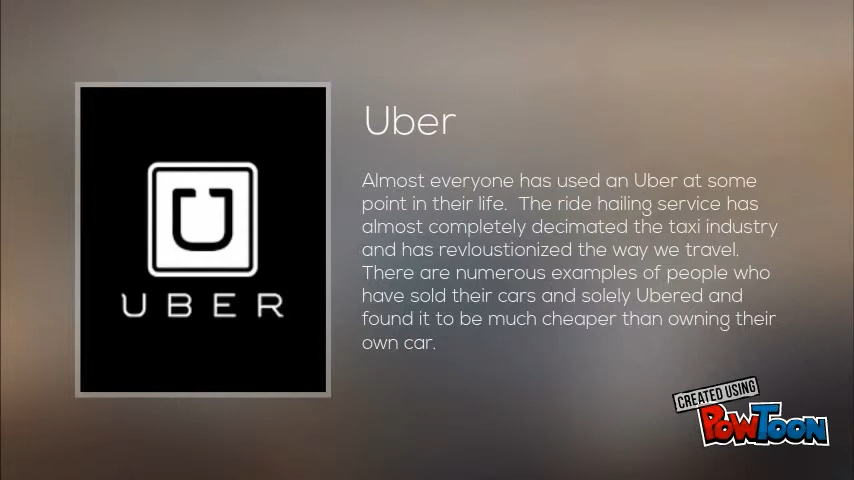 U
UBER
Uber
Almost everyone has used an Uber at some
point in their life.  The ride hailing service has
almost completely decimated the taxi industry
and has revloustionized the way we travel.
There are numerous examples of people who
have sold their cars and solely Ubered and
found it to be much cheaper than owning their
own car.
CREATED USING
POWTOON